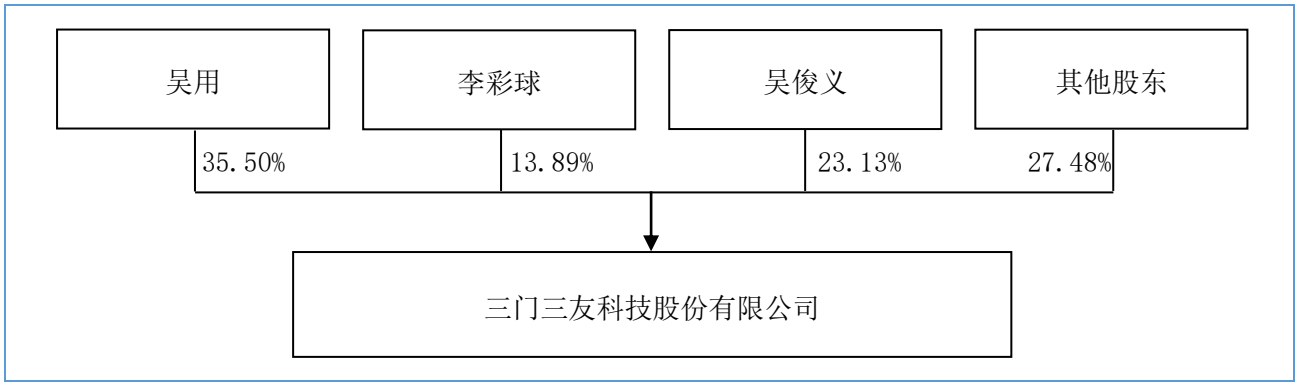 吴用
李彩球
吴俊义
其他股东
35.50%
13.89%
23.13%
27.48%
三门三友科技股份有限公司